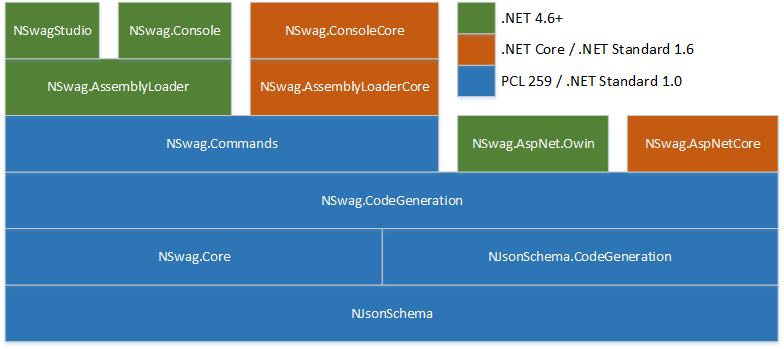 NSwagStudio
NSwag.Console
NSwag.ConsoleCore
.NET 4.6+
.NET Core / .NET Standard 1.6
PCL 259 / .NET Standard 1.0
NSwag.AssemblyLoader
NSwag.AssemblyLoaderCore
NSwag.Commands
NSwag.AspNet.Owin
NSwag.AspNetCore
NSwag.CodeGeneration
NSwag.Core
NJsonSchema.CodeGeneration
NJsonSchema